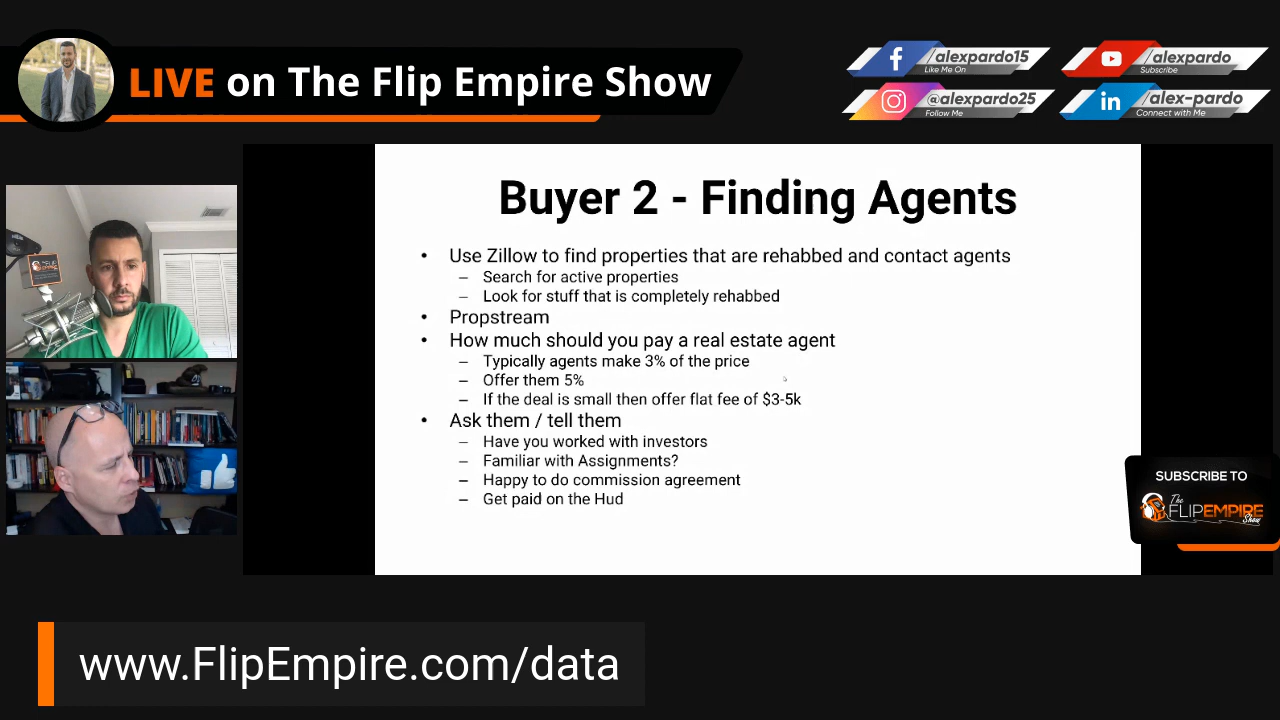 LIVE on The Flip Empire Show
/alexpardo15
Like Me On
/alexpardo
Subscribe
@alexpardo25
Follow Me
/alex-pardo
Connect with Me
Buyer 2 - Finding Agents
• Use Zillow to find properties that are rehabbed and contact agents
– Search for active properties
– Look for stuff that is completely rehabbed
• Propstream
• How much should you pay a real estate agent
– Typically agents make 3% of the price
– Offer them 5%
– If the deal is small then offer flat fee of $3-5k
• Ask them / tell them
– Have you worked with investors
– Familiar with Assignments?
– Happy to do commission agreement
– Get paid on the Hud
SUBSCRIBE TO
The
FLIPEMPIRE
Show
www.FlipEmpire.com/data